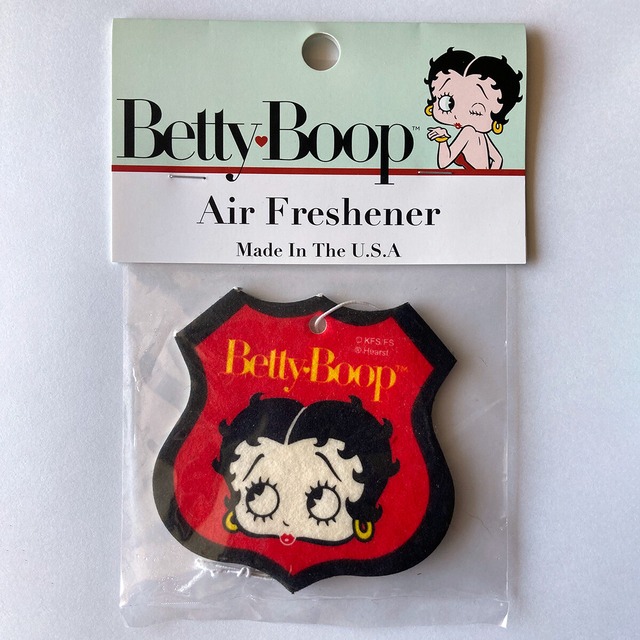 Betty Boop™
Air Freshener
Made In The U.S.A
© KFS/FS
® Hearst
Betty Boop™